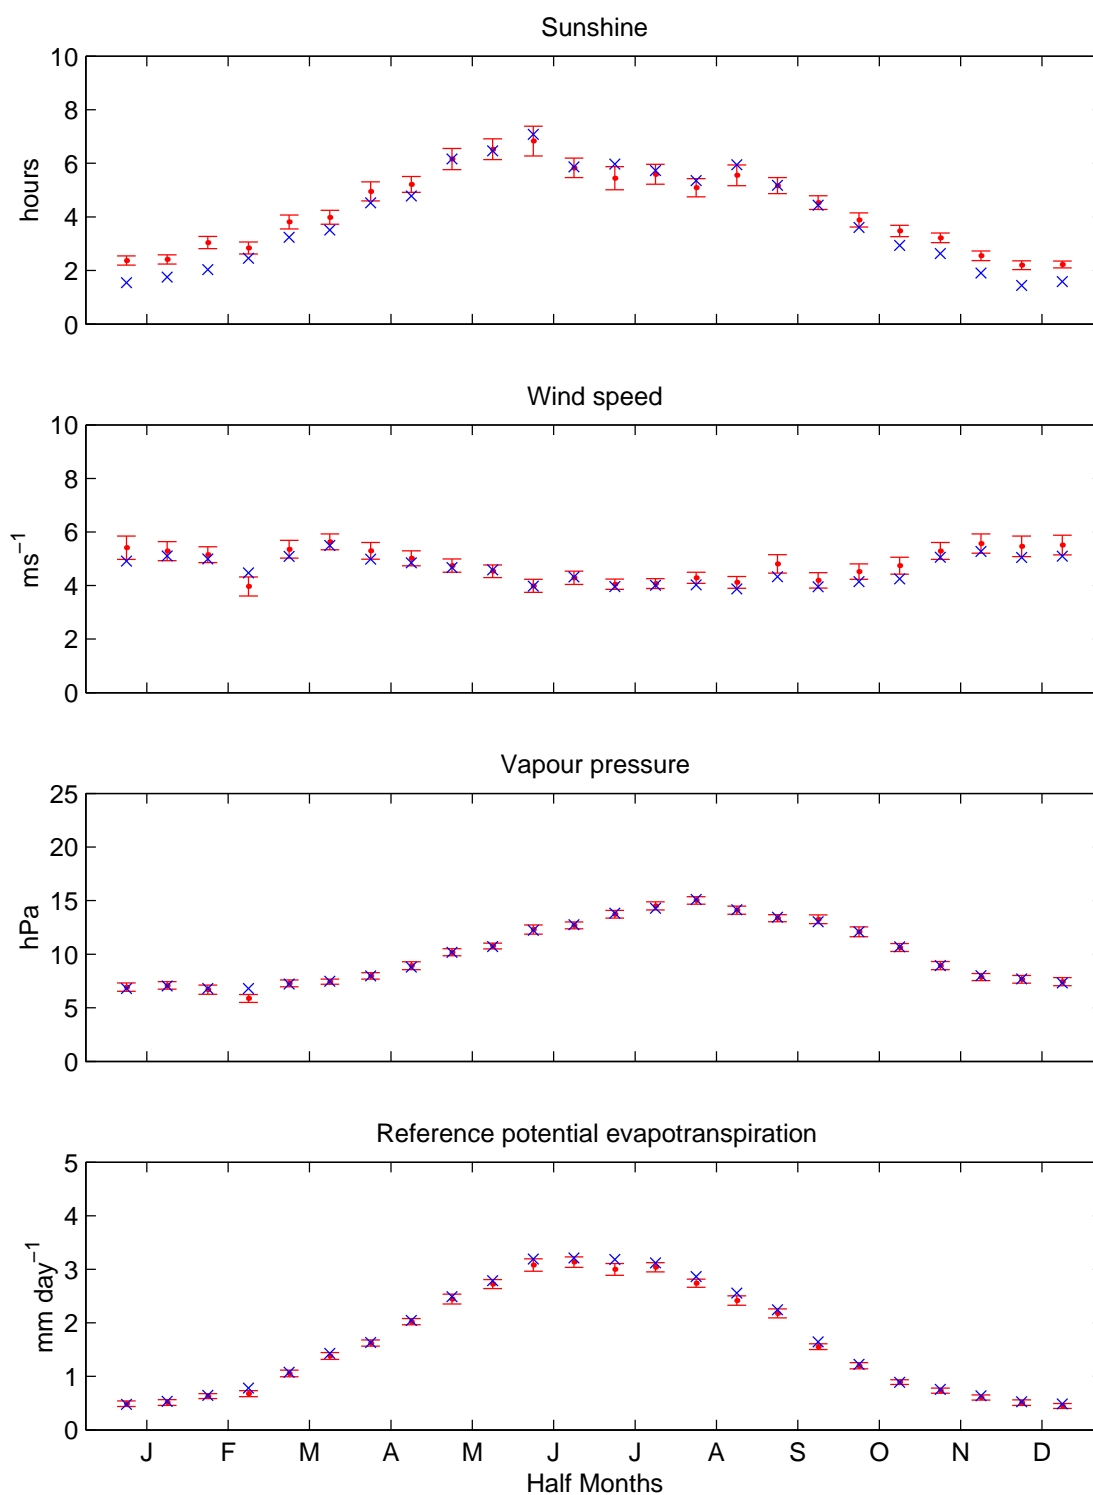 Sunshine
10
8
6
4
2
0
hours
Wind speed
10
8
6
4
2
0
ms⁻¹
Vapour pressure
25
20
15
10
5
0
hPa
Reference potential evapotranspiration
5
4
3
2
1
0
mm day⁻¹
J F M A M J J A S O N D
Half Months